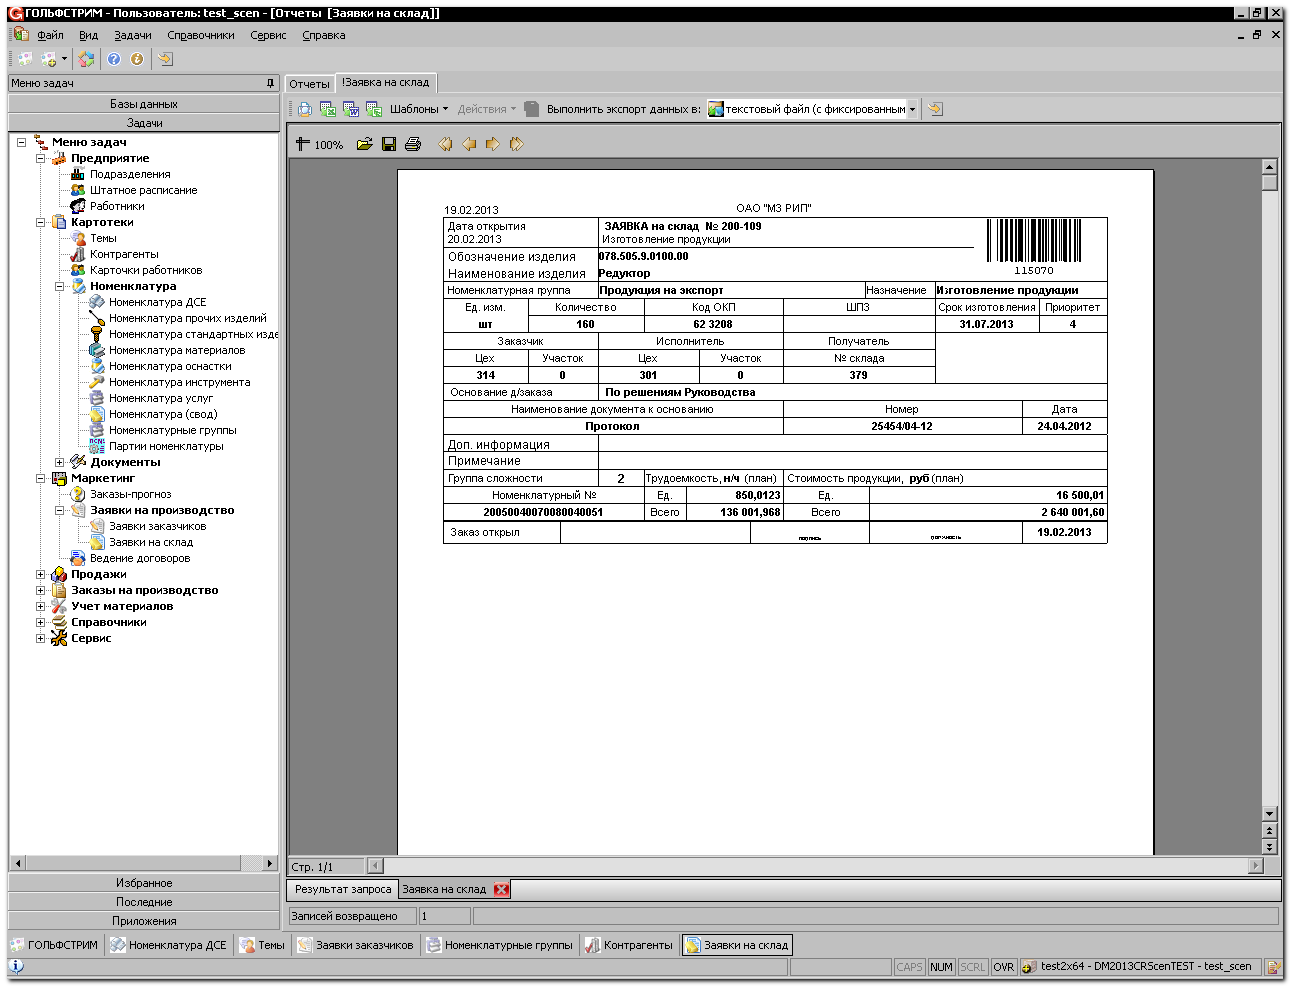 ГОЛЬФСТРИМ - Пользователь: test_scen - [Отчеты [Заявки на склад]]
Файл Вид Задачи Справочники Сервис Справка
Меню задач
Базы данных
Задачи
Меню задач
Предприятие
Подразделения
Штатное расписание
Работники
Картотеки
Темы
Контрагенты
Карточки работников
Номенклатура
Номенклатура ДСЕ
Номенклатура прочих изделий
Номенклатура стандартных изде
Номенклатура материалов
Номенклатура оснастки
Номенклатура инструмента
Номенклатура услуг
Номенклатура (свод)
Номенклатурные группы
Партии номенклатуры
Документы
Маркетинг
Заказы-прогноз
Заявки на производство
Заявки заказчиков
Заявки на склад
Ведение договоров
Продажи
Заказы на производство
Учет материалов
Справочники
Сервис
Избранное
Последние
Приложения
Отчеты !Заявка на склад
Шаблоны Действия Выполнить экспорт данных в: текстовый файл (с фиксированным
100%
19.02.2013 ОАО "МЗ РИП"
Дата открытия ЗАЯВКА на склад № 200-109
20.02.2013 Изготовление продукции
Обозначение изделия 078.505.9.0100.00
115070
Наименование изделия Редуктор
Номенклатурная группа Продукция на экспорт Назначение Изготовление продукции
Ед. изм. Количество Код ОКП ШПЗ Срок изготовления Приоритет
шт 160 62 3208 31.07.2013 4
Заказчик Исполнитель Получатель
Цех Участок Цех Участок № склада
314 0 301 0 379
Основание д/заказа По решениям Руководства
Наименование документа к основанию Номер Дата
Протокол 25454/04-12 24.04.2012
Доп. информация
Примечание
Группа сложности 2 Трудоемкость, н/ч (план) Стоимость продукции, руб (план)
Номенклатурный № Ед. 850,0123 Ед. 16 500,01
20050040070080040051 Всего 136 001,968 Всего 2 640 001,60
Заказ открыл подпись должность 19.02.2013
Стр. 1/1
Результат запроса Заявка на склад
Записей возвращено 1
ГОЛЬФСТРИМ Номенклатура ДСЕ Темы Заявки заказчиков Номенклатурные группы Контрагенты Заявки на склад
CAPS NUM SCRL OVR test2x64 - DM2013CRScenTEST - test_scen